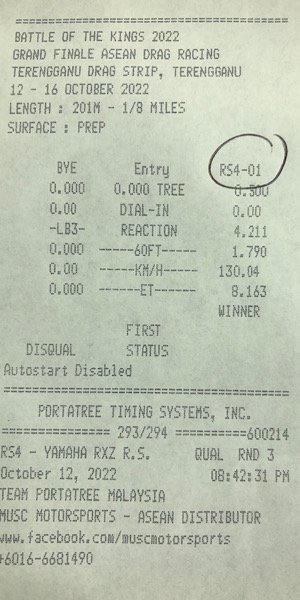 BATTLE OF THE KINGS 2022
GRAND FINALE ASEAN DRAG RACING
TERENGGANU DRAG STRIP, TERENGGANU
12 - 16 OCTOBER 2022
LENGTH : 201M - 1/8 MILES
SURFACE : PREP
BYE Entry RS4-01
0.000 0.000 TREE 0.500
0.00 DIAL-IN 0.00
-LB3- REACTION 4.211
0.000 ------60FT------ 1.790
0.00 ------KM/H----- 130.04
0.000 -------ET------- 8.163
WINNER
FIRST
DISQUAL STATUS
Autostart Disabled
PORTATREE TIMING SYSTEMS, INC.
=============== 293/294 ==========600214
RS4 - YAMAHA RXZ R.S. QUAL RND 3
October 12, 2022 08:42:31 PM
TEAM PORTATREE MALAYSIA
MUSC MOTORSPORTS - ASEAN DISTRIBUTOR
www.facebook.com/muscmotorsports
+6016-6681490